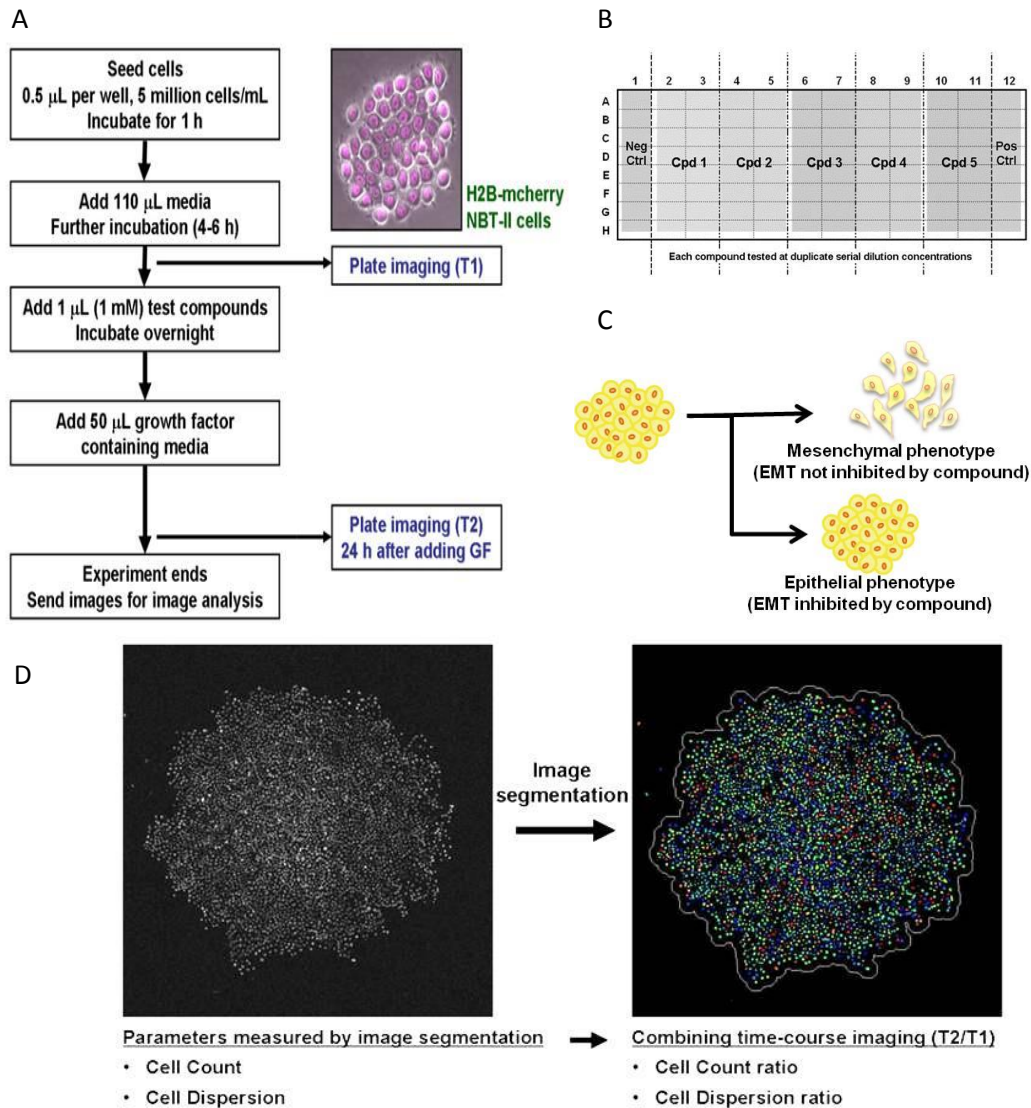 A
Seed cells
0.5 μL per well, 5 million cells/mL
Incubate for 1 h
Add 110 μL media
Further incubation (4-6 h)
H2B-mcherry
NBT-II cells
Plate imaging (T1)
Add 1 μL (1 mM) test compounds
Incubate overnight
Add 50 μL growth factor
containing media
Plate imaging (T2)
24 h after adding GF
Experiment ends
Send images for image analysis
B
1 2 3 4 5 6 7 8 9 10 11 12
A
B
C
D
E
F
G
H
Neg
Ctrl
Cpd 1
Cpd 2
Cpd 3
Cpd 4
Cpd 5
Pos
Ctrl
Each compound tested at duplicate serial dilution concentrations
C
Mesenchymal phenotype
(EMT not inhibited by compound)
Epithelial phenotype
(EMT inhibited by compound)
D
Image
segmentation
Parameters measured by image segmentation
• Cell Count
• Cell Dispersion
Combining time-course imaging (T2/T1)
• Cell Count ratio
• Cell Dispersion ratio